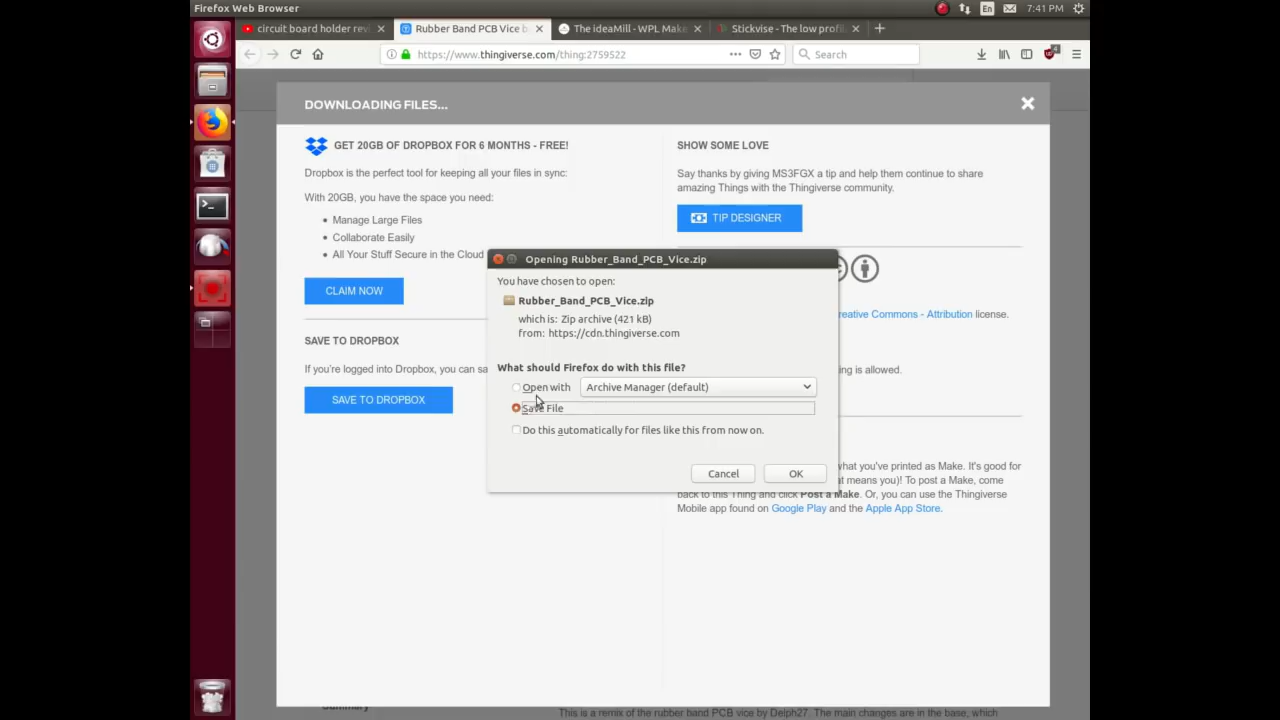 Firefox Web Browser
En
7:41 PM
circuit board holder rev
Rubber Band PCB Vice b
The ideaMill - WPL Make
Stickvise - The low profil
https://www.thingiverse.com/thing:2759522
Search
4
DOWNLOADING FILES...
GET 20GB OF DROPBOX FOR 6 MONTHS - FREE!
Dropbox is the perfect tool for keeping all your files in sync:
With 20GB, you have the space you need:
• Manage Large Files
• Collaborate Easily
• All Your Stuff Secure in the Cloud
CLAIM NOW
SAVE TO DROPBOX
If you're logged into Dropbox, you can sa
SAVE TO DROPBOX
SHOW SOME LOVE
Say thanks by giving MS3FGX a tip and help them continue to share
amazing Things with the Thingiverse community.
TIP DESIGNER
reative Commons - Attribution license.
ing is allowed.
what you've printed as Make. It's good for
at means you)! To post a Make, come
back to this Thing and click Post a Make. Or, you can use the Thingiverse
Mobile app found on Google Play and the Apple App Store.
Opening Rubber_Band_PCB_Vice.zip
You have chosen to open:
Rubber_Band_PCB_Vice.zip
which is: Zip archive (421 kB)
from: https://cdn.thingiverse.com
What should Firefox do with this file?
Open with
Archive Manager (default)
Save File
Do this automatically for files like this from now on.
Cancel
OK
Summary
This is a remix of the rubber band PCB vice by Delph27. The main changes are in the base, which